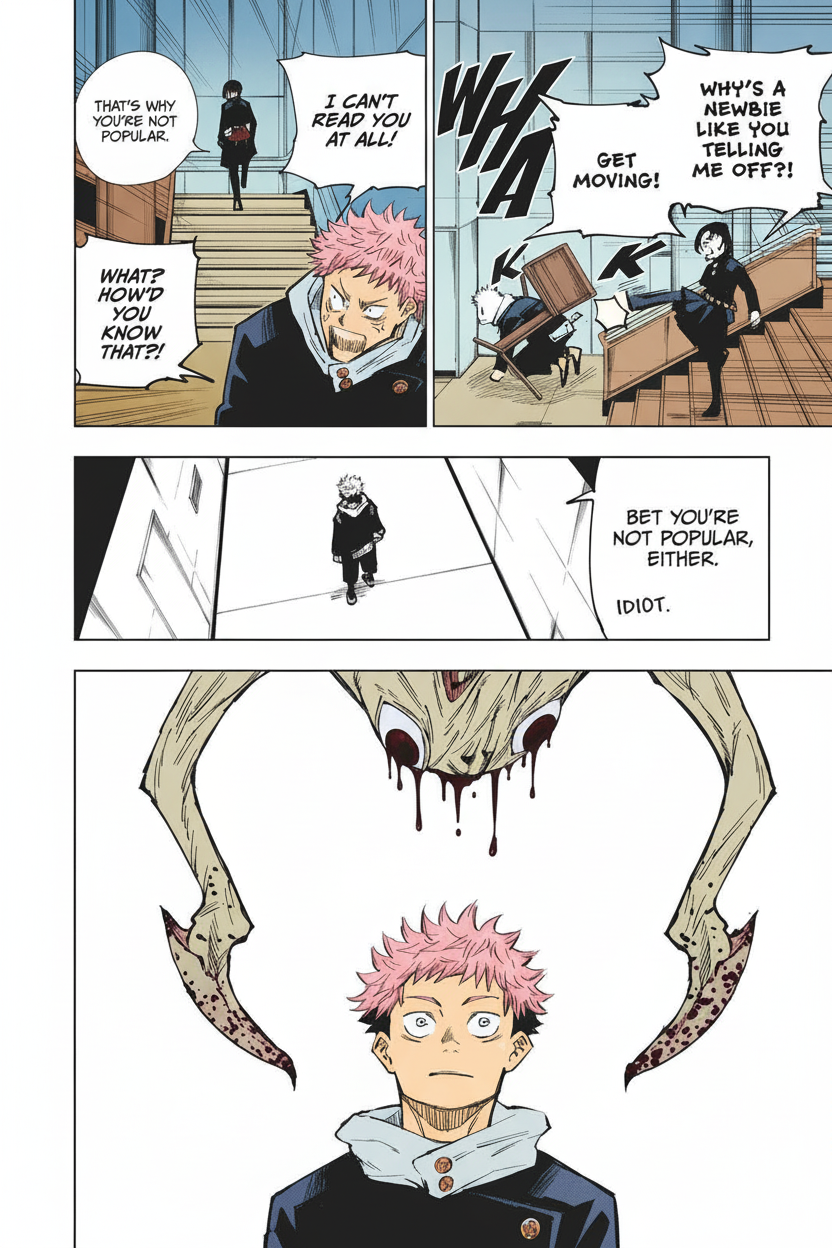 WHY'S A
NEWBIE
LIKE YOU
TELLING
ME OFF?!
GET
MOVING!
WHA
K
K
I CAN'T
READ YOU
AT ALL!
THAT'S WHY
YOU'RE NOT
POPULAR.
WHAT?
HOW'D
YOU
KNOW
THAT?!
BET YOU'RE
NOT POPULAR,
EITHER.
IDIOT.